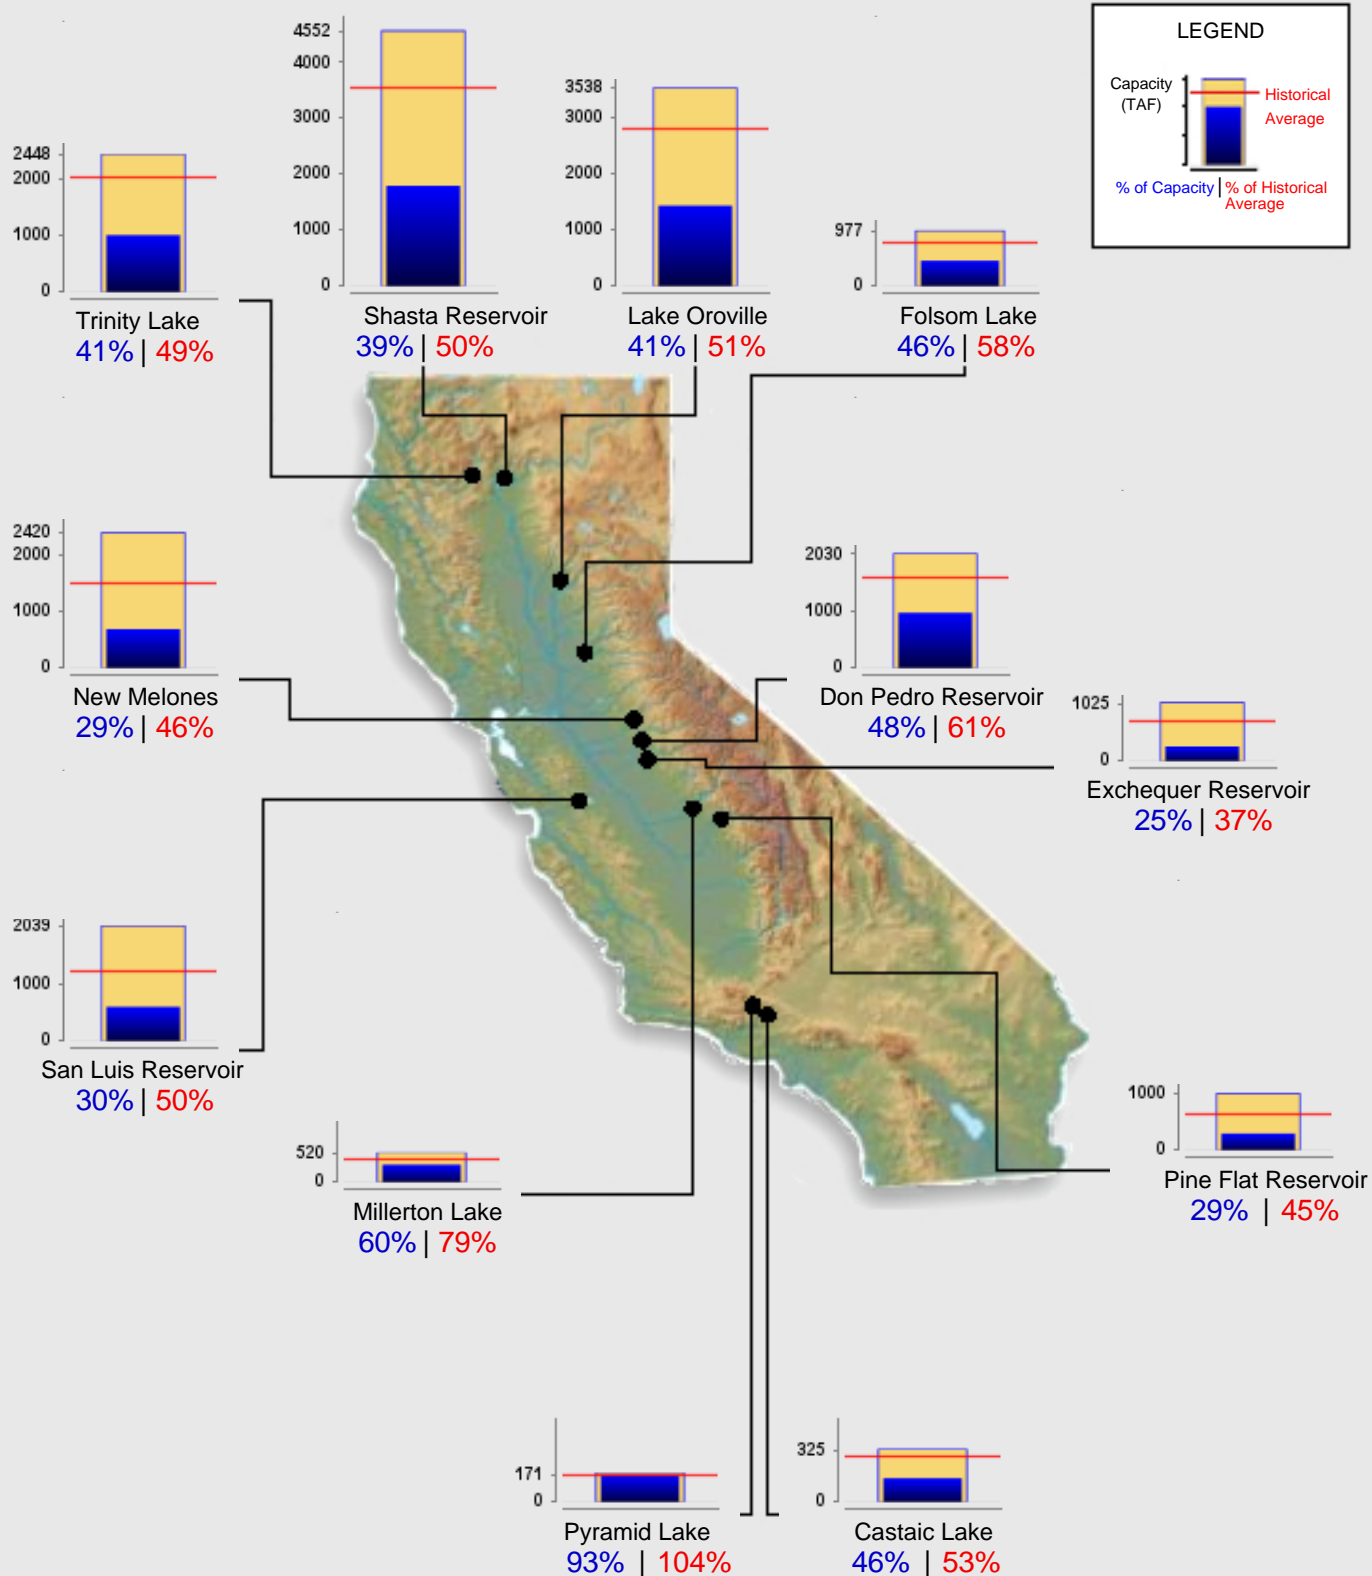 LEGEND
Capacity
(TAF)
Historical
Average
% of Capacity | % of Historical
Average
2448
2000
1000
0
Trinity Lake
41% | 49%
4552
4000
3000
2000
1000
0
Shasta Reservoir
39% | 50%
3538
3000
2000
1000
0
Lake Oroville
41% | 51%
977
0
Folsom Lake
46% | 58%
2420
2000
1000
0
New Melones
29% | 46%
2030
1000
0
Don Pedro Reservoir
48% | 61%
1025
0
Exchequer Reservoir
25% | 37%
2039
1000
0
San Luis Reservoir
30% | 50%
520
0
Millerton Lake
60% | 79%
1000
0
Pine Flat Reservoir
29% | 45%
171
0
Pyramid Lake
93% | 104%
325
0
Castaic Lake
46% | 53%